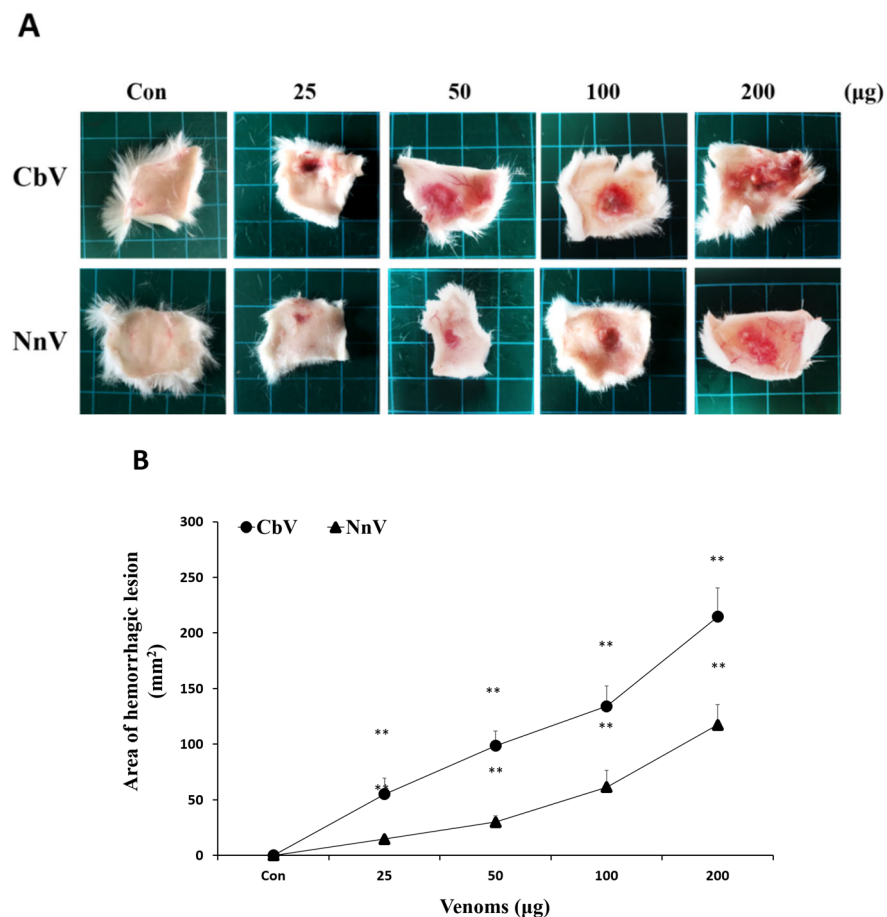 A
Con 25 50 100 200 (μg)
CbV
NnV
B
CbV NnV
300
250
200
150
100
50
0
Area of hemorrhagic lesion
(mm²)
**
**
**
**
**
**
**
**
Con 25 50 100 200
Venoms (μg)